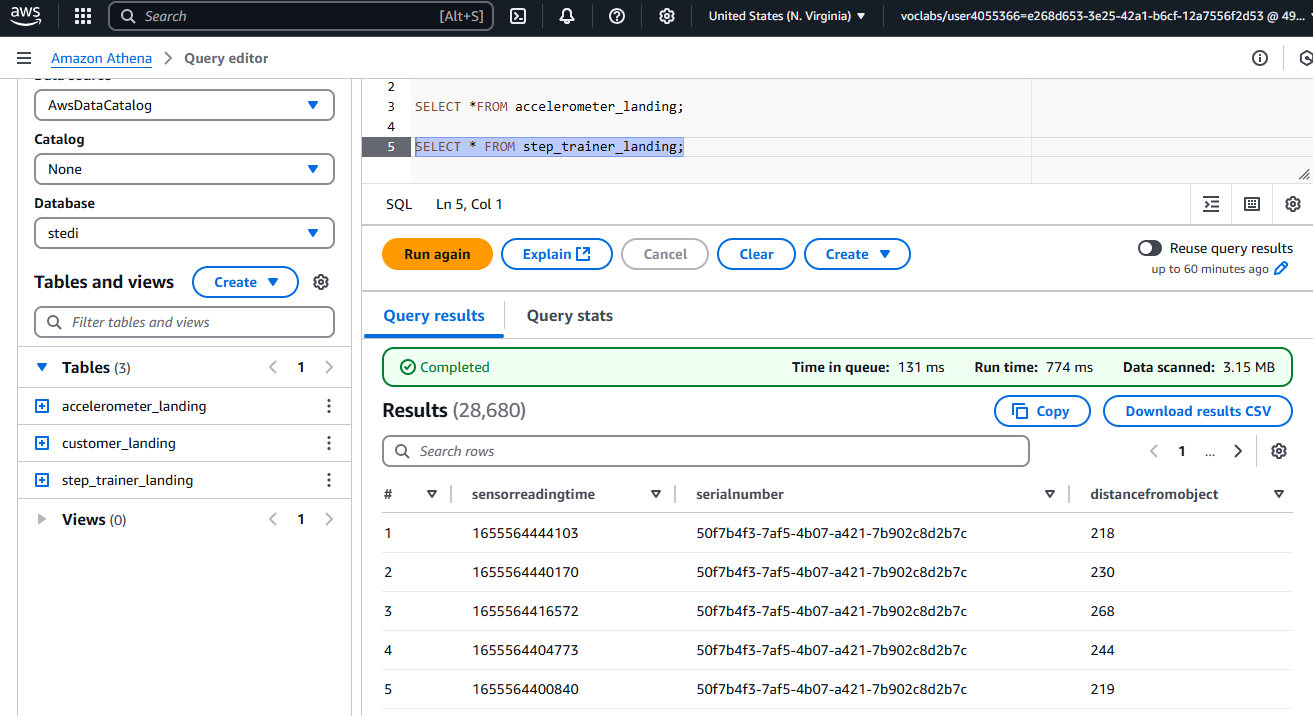 aws Search [Alt+S] United States (N. Virginia) voclabs/user4055366=e268d653-3e25-42a1-b6cf-12a7556f2d53 @ 49...
Amazon Athena Query editor
Data source
AwsDataCatalog
Catalog
None
Database
stedi
Tables and views Create
Filter tables and views
Tables (3) 1
accelerometer_landing
customer_landing
step_trainer_landing
Views (0) 1
2
3 SELECT *FROM accelerometer_landing;
4
5 SELECT * FROM step_trainer_landing;
SQL Ln 5, Col 1
Run again Explain Cancel Clear Create
Reuse query results
up to 60 minutes ago
Query results Query stats
Completed Time in queue: 131 ms Run time: 774 ms Data scanned: 3.15 MB
Results (28,680) Copy Download results CSV
Search rows 1 ...
# sensorreadingtime serialnumber distancefromobject
1 1655564444103 50f7b4f3-7af5-4b07-a421-7b902c8d2b7c 218
2 1655564440170 50f7b4f3-7af5-4b07-a421-7b902c8d2b7c 230
3 1655564416572 50f7b4f3-7af5-4b07-a421-7b902c8d2b7c 268
4 1655564404773 50f7b4f3-7af5-4b07-a421-7b902c8d2b7c 244
5 1655564400840 50f7b4f3-7af5-4b07-a421-7b902c8d2b7c 219